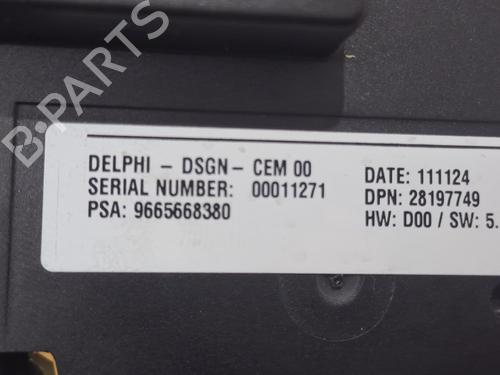 B-PARTS
DELPHI - DSGN- CEM 00
SERIAL NUMBER: 00011271
PSA: 9665668380
DATE: 111124
DPN: 28197749
HW: D00 / SW: 5.